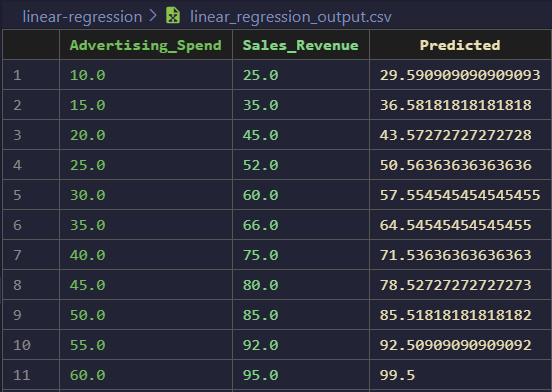 linear-regression > linear_regression_output.csv
Advertising_Spend Sales_Revenue Predicted
1 10.0 25.0 29.590909090909093
2 15.0 35.0 36.58181818181818
3 20.0 45.0 43.57272727272728
4 25.0 52.0 50.56363636363636
5 30.0 60.0 57.554545454545455
6 35.0 66.0 64.54545454545455
7 40.0 75.0 71.53636363636363
8 45.0 80.0 78.52727272727273
9 50.0 85.0 85.51818181818182
10 55.0 92.0 92.50909090909092
11 60.0 95.0 99.5